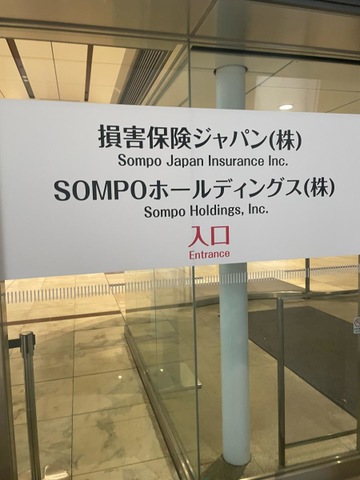 損害保険ジャパン(株)
Sompo Japan Insurance Inc.
SOMPOホールディングス(株)
Sompo Holdings, Inc.
入口
Entrance